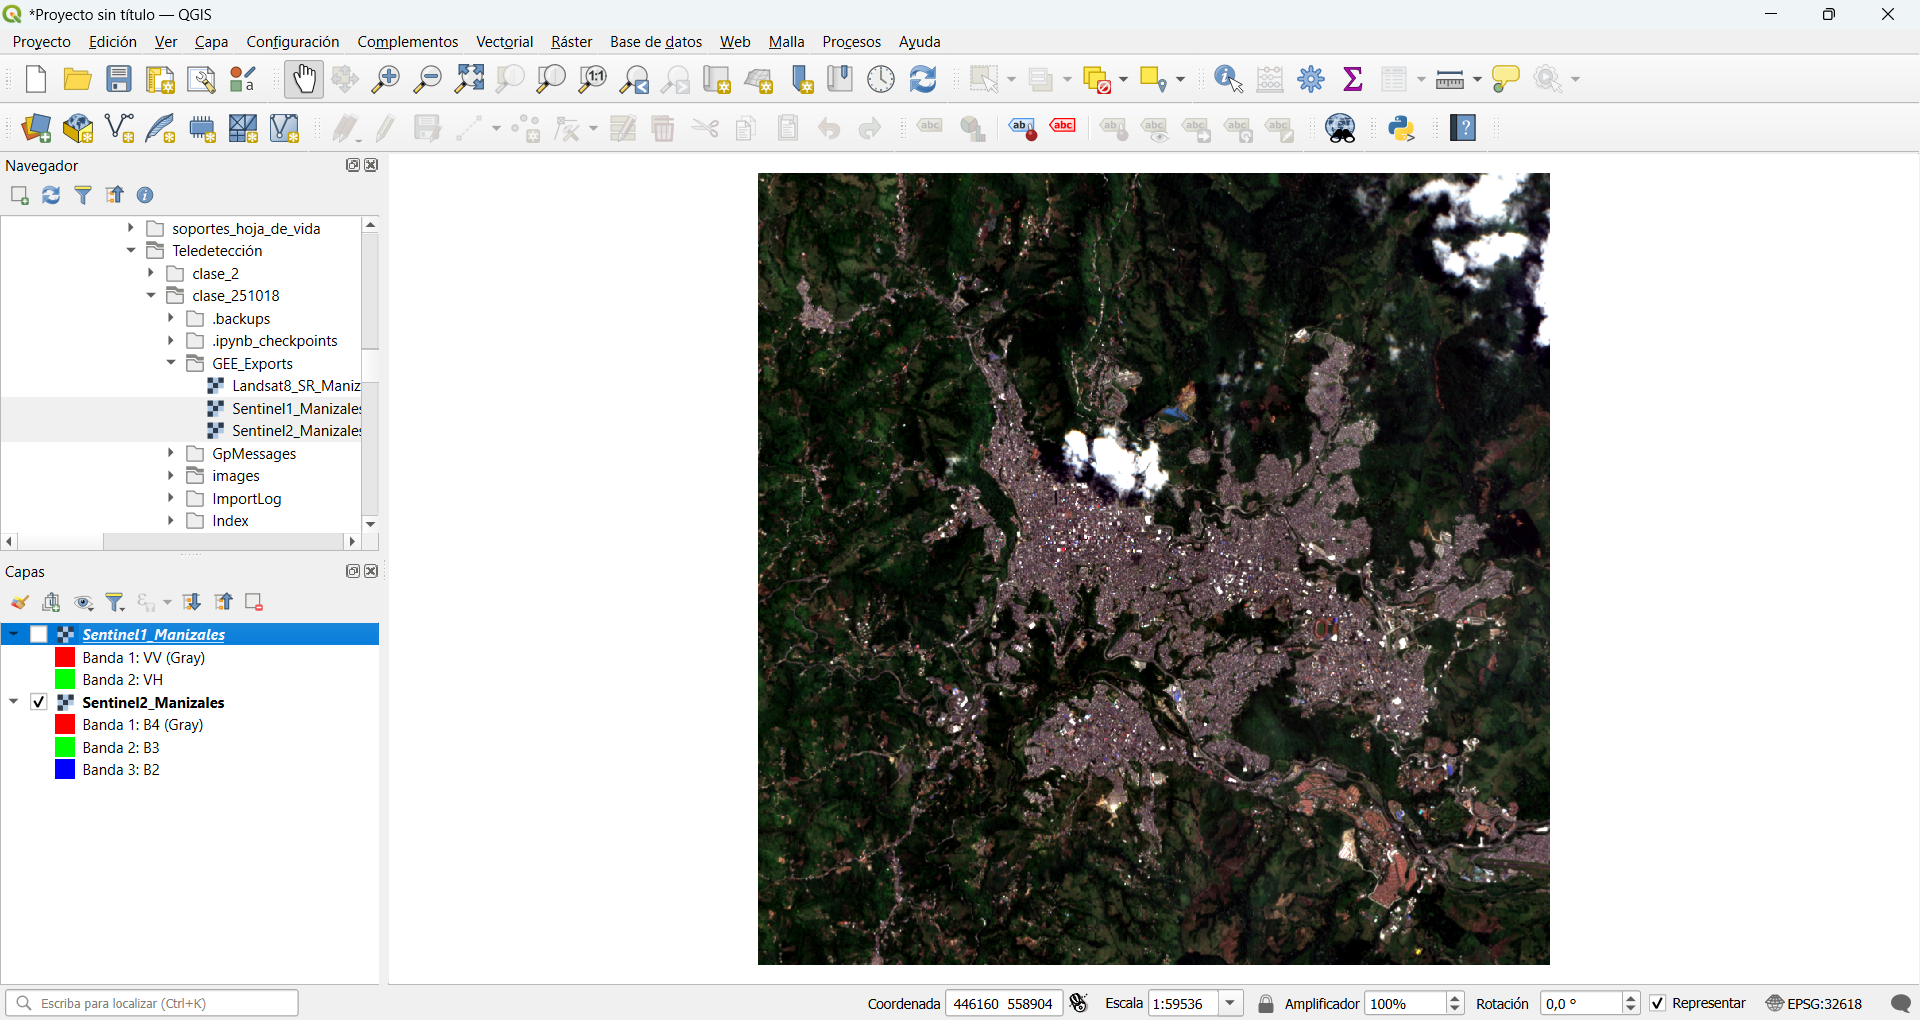 *Proyecto sin título — QGIS
Proyecto Edición Ver Capa Configuración Complementos Vectorial Ráster Base de datos Web Malla Procesos Ayuda
Navegador
soportes_hoja_de_vida
Teledetección
clase_2
clase_251018
.backups
.ipynb_checkpoints
GEE_Exports
Landsat8_SR_Maniz
Sentinel1_Manizales
Sentinel2_Manizales
GpMessages
images
ImportLog
Index
Capas
Sentinel1_Manizales
Banda 1: VV (Gray)
Banda 2: VH
Sentinel2_Manizales
Banda 1: B4 (Gray)
Banda 2: B3
Banda 3: B2
Escriba para localizar (Ctrl+K)
Coordenada 446160 558904 Escala 1:59536 Amplificador 100% Rotación 0,0 ° Representar EPSG:32618